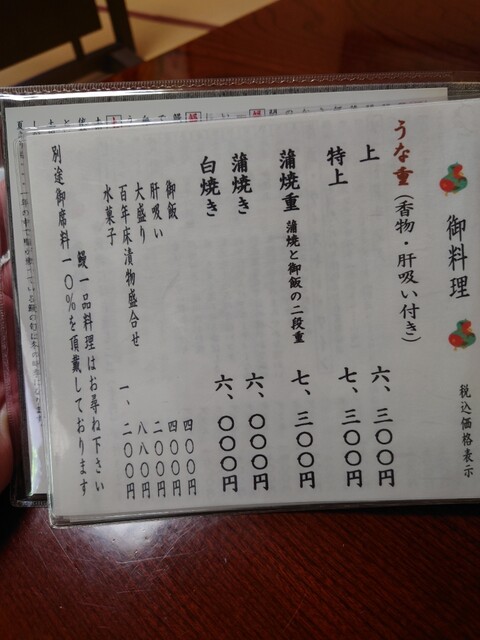 御料理
税込価格表示
うな重(香物・肝吸い付き)
上 六、三〇〇円
特上 七、三〇〇円
蒲焼重 蒲焼と御飯の二段重 七、三〇〇円
蒲焼き 六、〇〇〇円
白焼き 六、〇〇〇円
御飯 四〇〇円
肝吸い 四〇〇円
大盛り 二〇〇円
百年床漬物盛合せ 八八〇円
水菓子 一、二〇〇円
鰻一品料理はお尋ね下さい
別途御席料一〇%を頂戴しております